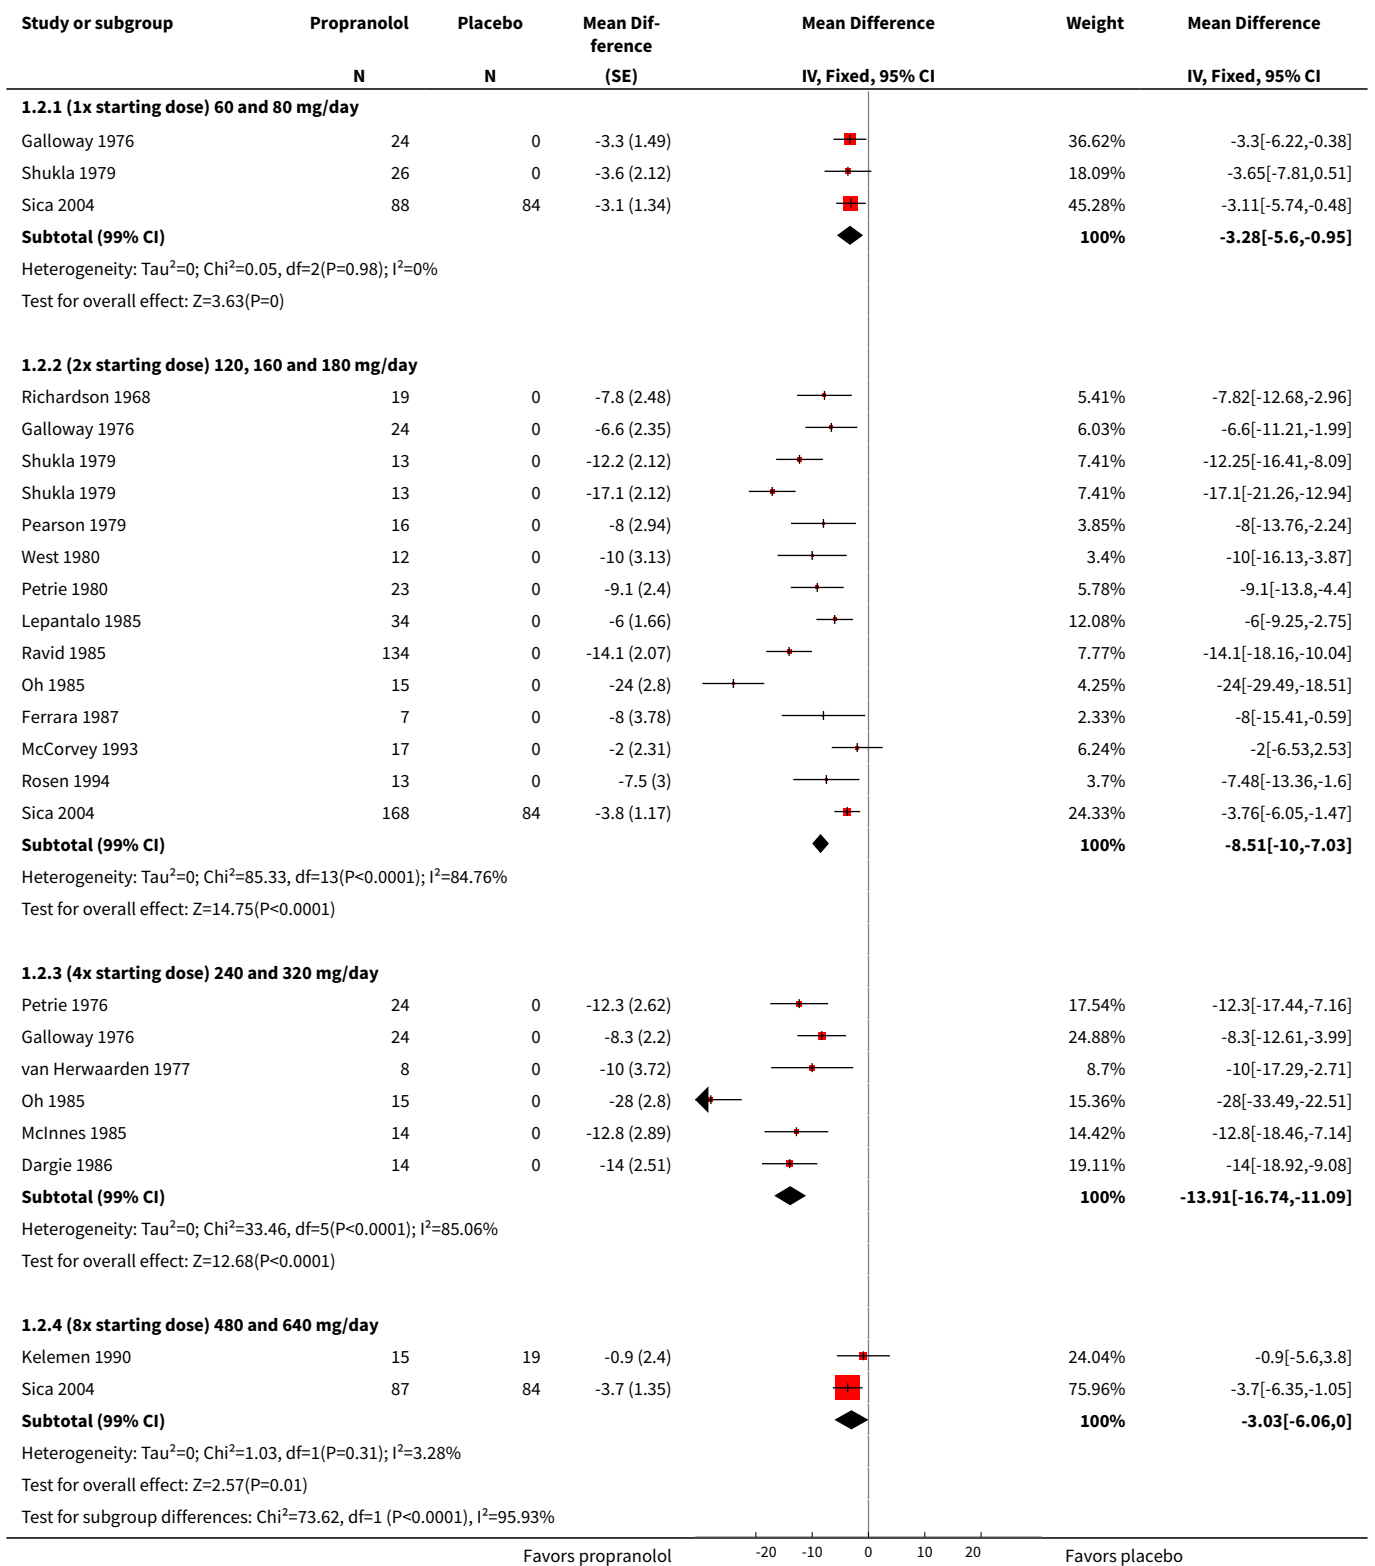 Study or subgroup Propranolol Placebo Mean Dif- Mean Difference Weight Mean Difference
ference
N N (SE) IV, Fixed, 95% CI IV, Fixed, 95% CI
1.2.1 (1x starting dose) 60 and 80 mg/day
Galloway 1976 24 0 -3.3 (1.49) 36.62% -3.3[-6.22,-0.38]
Shukla 1979 26 0 -3.6 (2.12) 18.09% -3.65[-7.81,0.51]
Sica 2004 88 84 -3.1 (1.34) 45.28% -3.11[-5.74,-0.48]
Subtotal (99% CI) 100% -3.28[-5.6,-0.95]
Heterogeneity: Tau²=0; Chi²=0.05, df=2(P=0.98); I²=0%
Test for overall effect: Z=3.63(P=0)
1.2.2 (2x starting dose) 120, 160 and 180 mg/day
Richardson 1968 19 0 -7.8 (2.48) 5.41% -7.82[-12.68,-2.96]
Galloway 1976 24 0 -6.6 (2.35) 6.03% -6.6[-11.21,-1.99]
Shukla 1979 13 0 -12.2 (2.12) 7.41% -12.25[-16.41,-8.09]
Shukla 1979 13 0 -17.1 (2.12) 7.41% -17.1[-21.26,-12.94]
Pearson 1979 16 0 -8 (2.94) 3.85% -8[-13.76,-2.24]
West 1980 12 0 -10 (3.13) 3.4% -10[-16.13,-3.87]
Petrie 1980 23 0 -9.1 (2.4) 5.78% -9.1[-13.8,-4.4]
Lepantalo 1985 34 0 -6 (1.66) 12.08% -6[-9.25,-2.75]
Ravid 1985 134 0 -14.1 (2.07) 7.77% -14.1[-18.16,-10.04]
Oh 1985 15 0 -24 (2.8) 4.25% -24[-29.49,-18.51]
Ferrara 1987 7 0 -8 (3.78) 2.33% -8[-15.41,-0.59]
McCorvey 1993 17 0 -2 (2.31) 6.24% -2[-6.53,2.53]
Rosen 1994 13 0 -7.5 (3) 3.7% -7.48[-13.36,-1.6]
Sica 2004 168 84 -3.8 (1.17) 24.33% -3.76[-6.05,-1.47]
Subtotal (99% CI) 100% -8.51[-10,-7.03]
Heterogeneity: Tau²=0; Chi²=85.33, df=13(P<0.0001); I²=84.76%
Test for overall effect: Z=14.75(P<0.0001)
1.2.3 (4x starting dose) 240 and 320 mg/day
Petrie 1976 24 0 -12.3 (2.62) 17.54% -12.3[-17.44,-7.16]
Galloway 1976 24 0 -8.3 (2.2) 24.88% -8.3[-12.61,-3.99]
van Herwaarden 1977 8 0 -10 (3.72) 8.7% -10[-17.29,-2.71]
Oh 1985 15 0 -28 (2.8) 15.36% -28[-33.49,-22.51]
McInnes 1985 14 0 -12.8 (2.89) 14.42% -12.8[-18.46,-7.14]
Dargie 1986 14 0 -14 (2.51) 19.11% -14[-18.92,-9.08]
Subtotal (99% CI) 100% -13.91[-16.74,-11.09]
Heterogeneity: Tau²=0; Chi²=33.46, df=5(P<0.0001); I²=85.06%
Test for overall effect: Z=12.68(P<0.0001)
1.2.4 (8x starting dose) 480 and 640 mg/day
Kelemen 1990 15 19 -0.9 (2.4) 24.04% -0.9[-5.6,3.8]
Sica 2004 87 84 -3.7 (1.35) 75.96% -3.7[-6.35,-1.05]
Subtotal (99% CI) 100% -3.03[-6.06,0]
Heterogeneity: Tau²=0; Chi²=1.03, df=1(P=0.31); I²=3.28%
Test for overall effect: Z=2.57(P=0.01)
Test for subgroup differences: Chi²=73.62, df=1 (P<0.0001), I²=95.93%
Favors propranolol -20 -10 0 10 20 Favors placebo